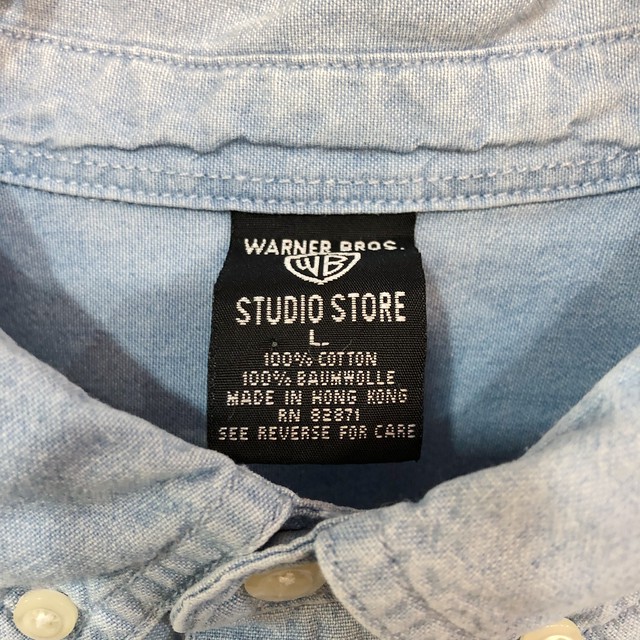 WARNER BROS.
WB
STUDIO STORE
L
100% COTTON
100% BAUMWOLLE
MADE IN HONG KONG
RN 82871
SEE REVERSE FOR CARE